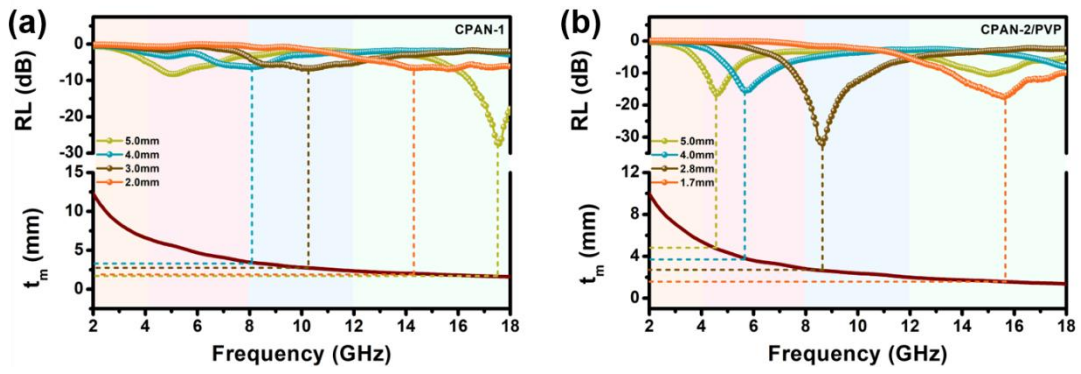 (a)
CPAN-1
RL (dB)
0
-10
-20
-30
5.0mm
4.0mm
3.0mm
2.0mm
tm (mm)
15
10
5
0
2 4 6 8 10 12 14 16 18
Frequency (GHz)
(b)
CPAN-2/PVP
RL (dB)
0
-10
-20
-30
5.0mm
4.0mm
2.8mm
1.7mm
tm (mm)
12
8
4
0
2 4 6 8 10 12 14 16 18
Frequency (GHz)